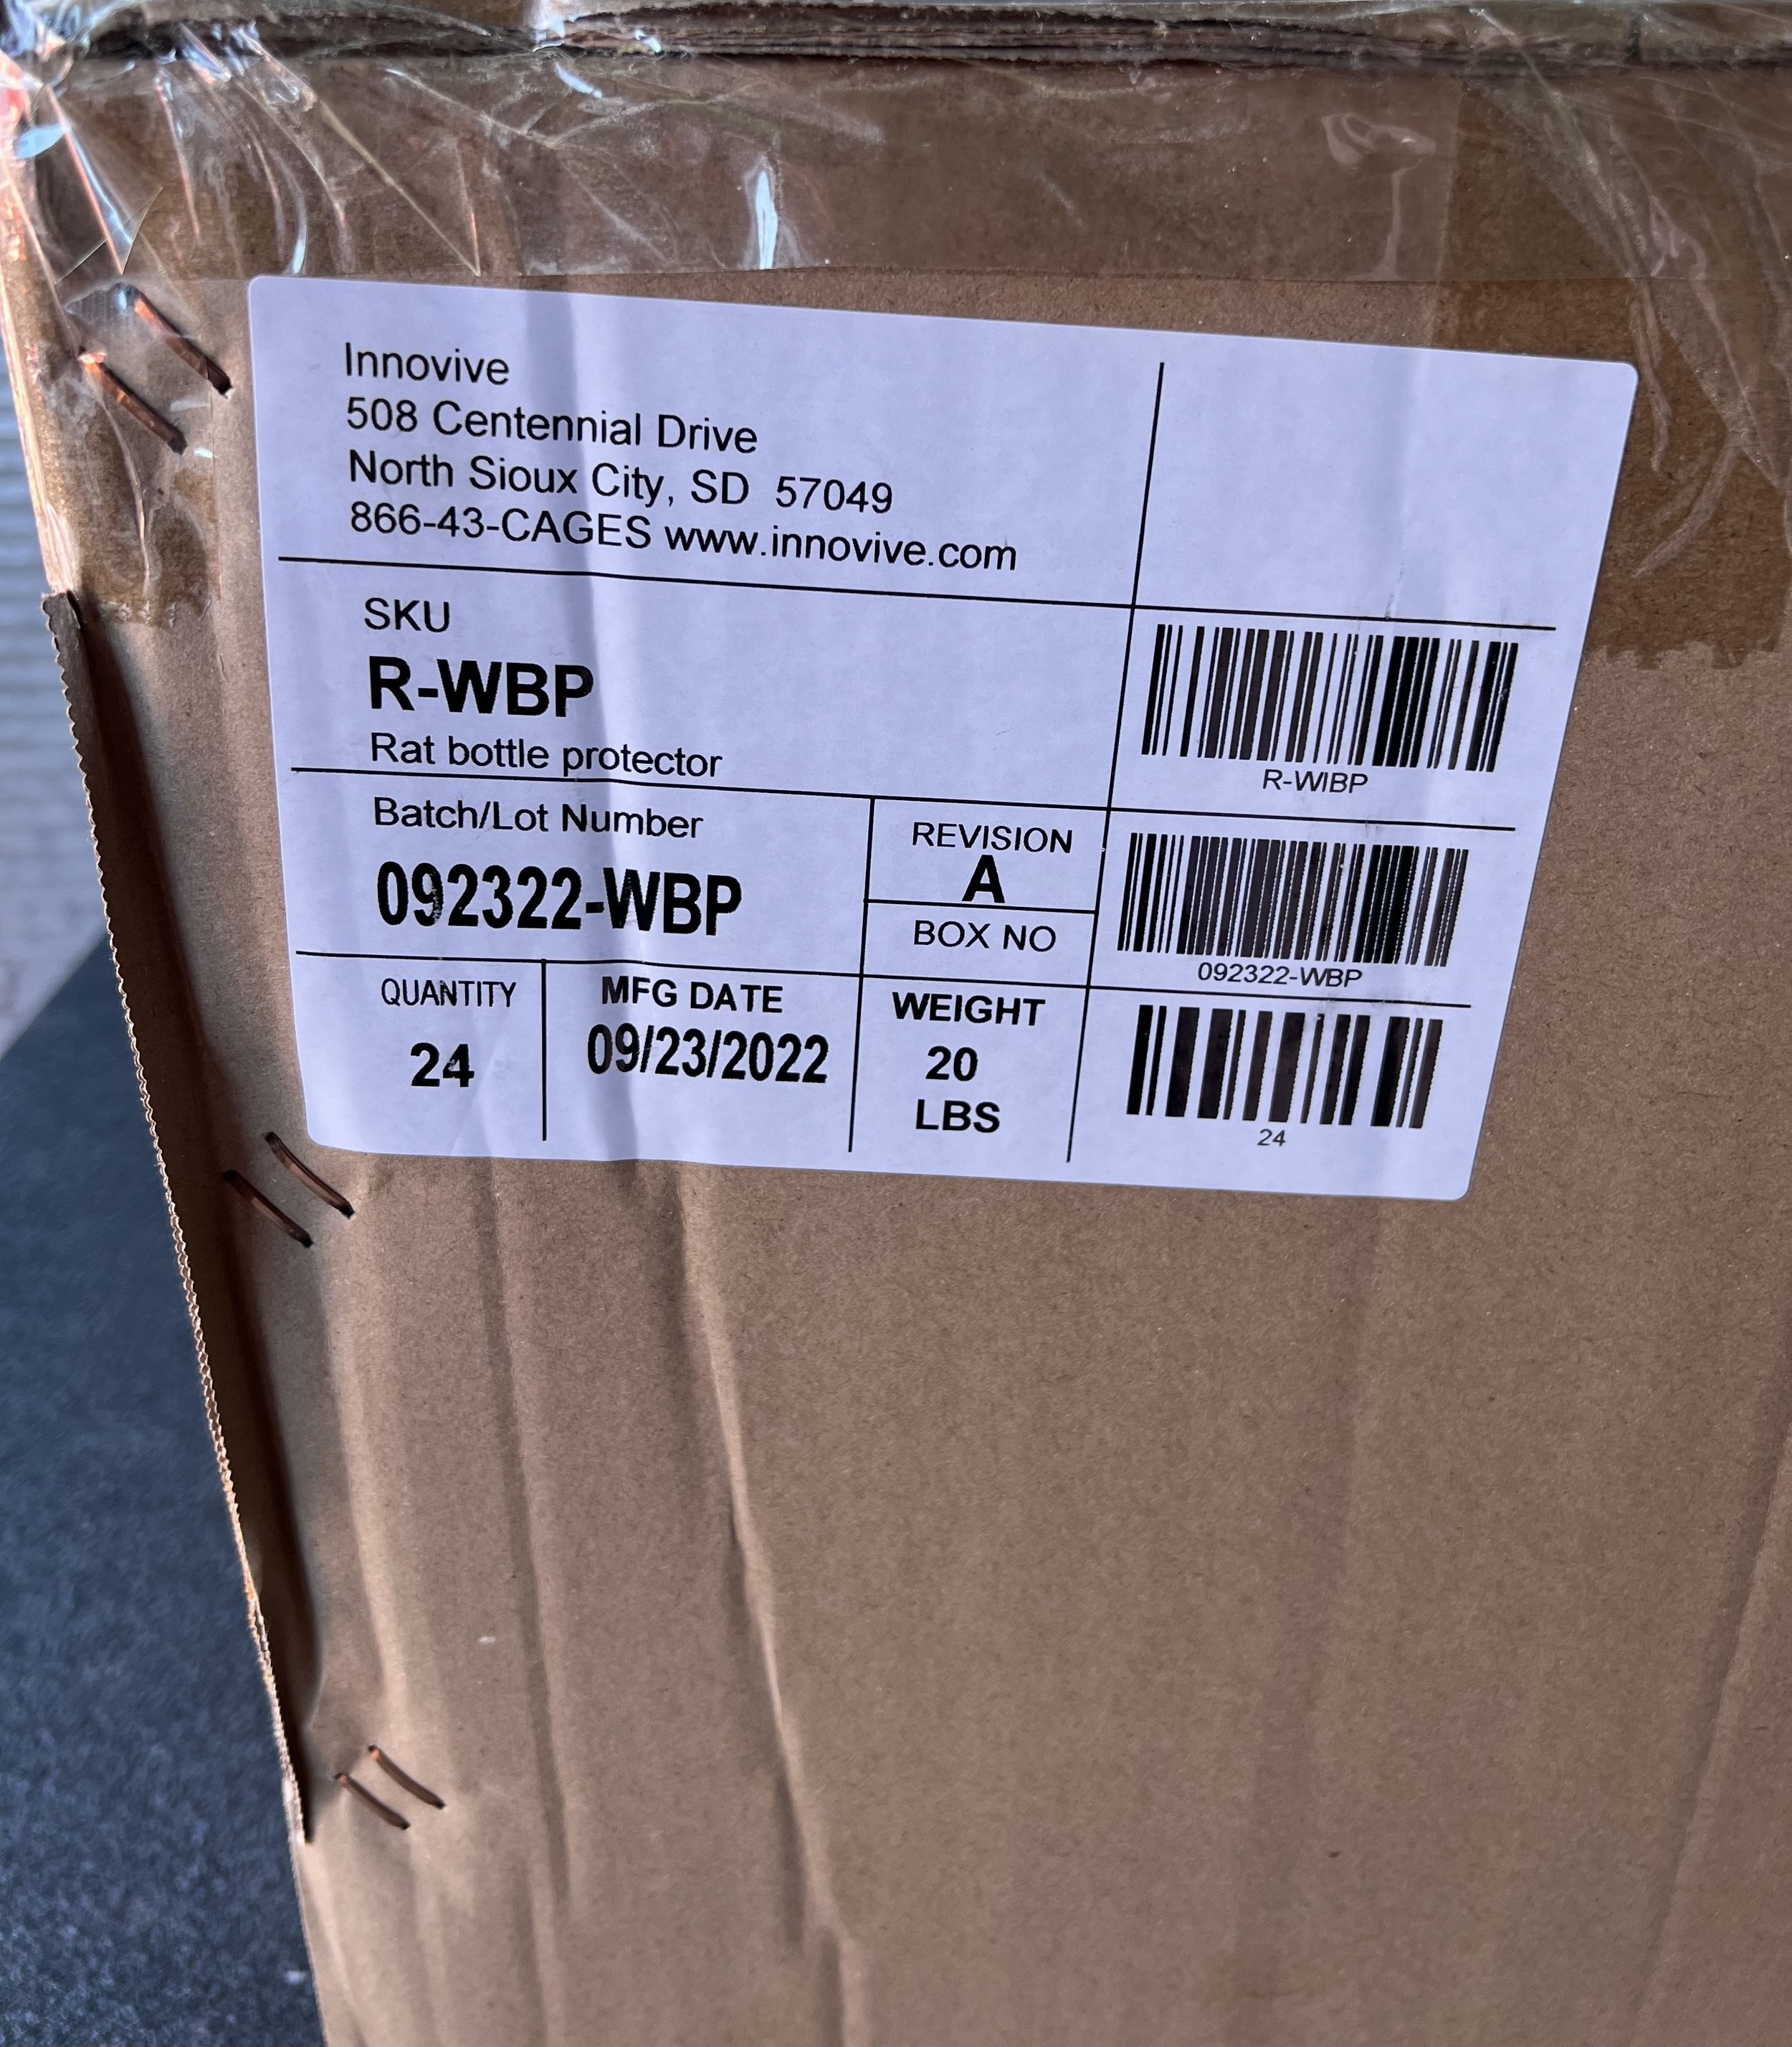 Innovive
508 Centennial Drive
North Sioux City, SD 57049
866-43-CAGES www.innovive.com
SKU
R-WBP
Rat bottle protector
R-WIBP
Batch/Lot Number
092322-WBP
REVISION
A
BOX NO
092322-WBP
QUANTITY
24
MFG DATE
09/23/2022
WEIGHT
20
LBS
24